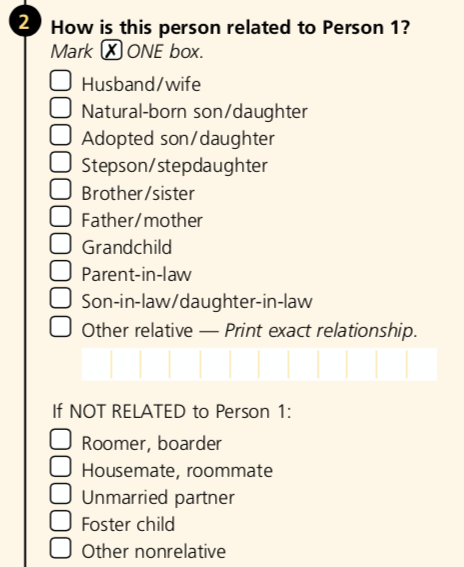 2 How is this person related to Person 1?
Mark X ONE box.
Husband/wife
Natural-born son/daughter
Adopted son/daughter
Stepson/stepdaughter
Brother/sister
Father/mother
Grandchild
Parent-in-law
Son-in-law/daughter-in-law
Other relative — Print exact relationship.
If NOT RELATED to Person 1:
Roomer, boarder
Housemate, roommate
Unmarried partner
Foster child
Other nonrelative